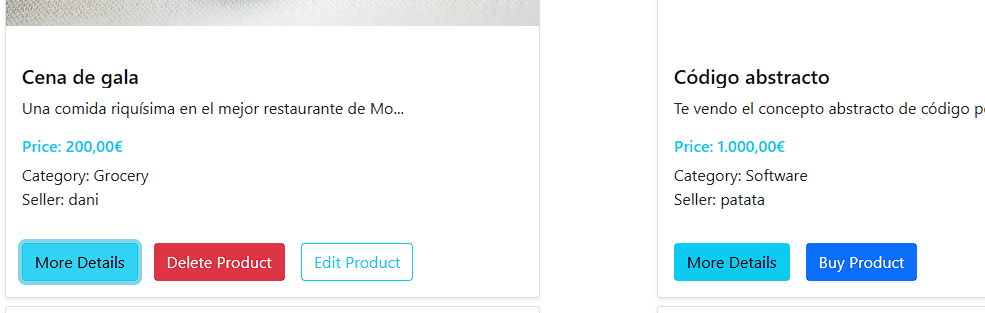 Cena de gala
Una comida riquísima en el mejor restaurante de Mo...
Price: 200,00€
Category: Grocery
Seller: dani
More Details
Delete Product
Edit Product
Código abstracto
Te vendo el concepto abstracto de código
Price: 1.000,00€
Category: Software
Seller: patata
More Details
Buy Product